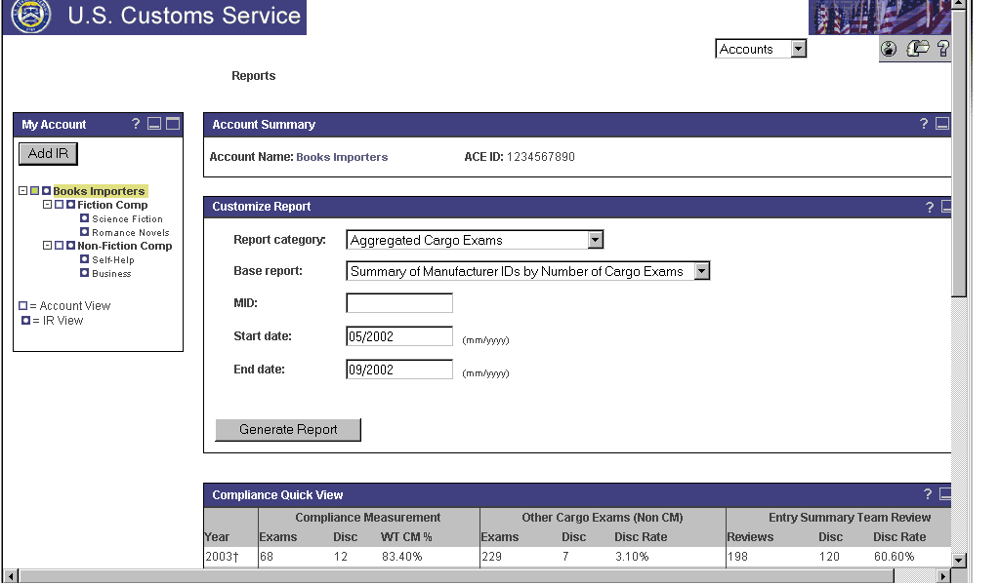 U.S. Customs Service
Accounts
?
Reports
My Account ?
Add IR
Books Importers
Fiction Comp
Science Fiction
Romance Novels
Non-Fiction Comp
Self-Help
Business
= Account View
= IR View
Account Summary ?
Account Name: Books Importers ACE ID: 1234567890
Customize Report ?
Report category: Aggregated Cargo Exams
Base report: Summary of Manufacturer IDs by Number of Cargo Exams
MID:
Start date: 05/2002 (mm/yyyy)
End date: 09/2002 (mm/yyyy)
Generate Report
Compliance Quick View ?
Compliance Measurement Other Cargo Exams (Non CM) Entry Summary Team Review
Year Exams Disc WT CM % Exams Disc Disc Rate Reviews Disc Disc Rate
2003† 68 12 83.40% 229 7 3.10% 198 120 60.60%